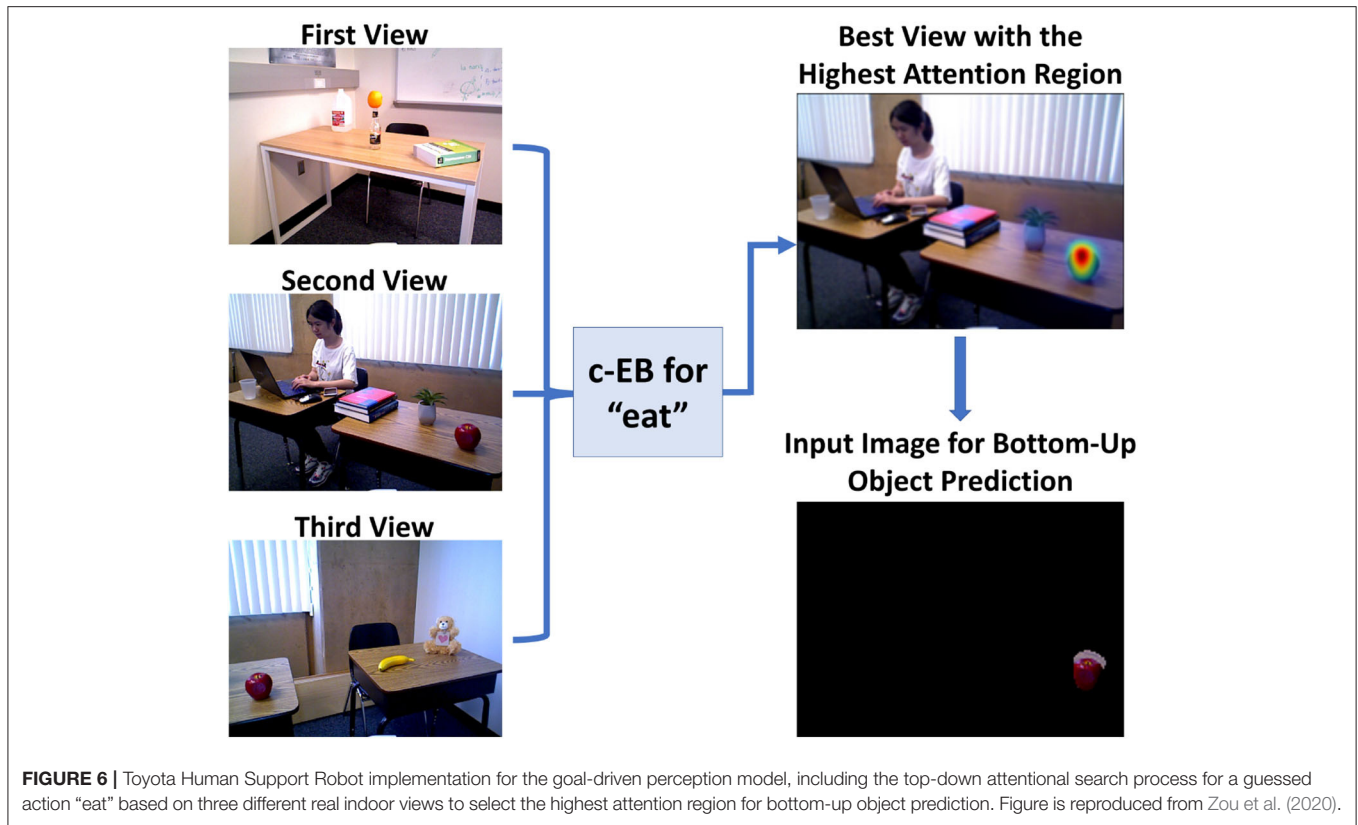 First View
Second View
Third View
c-EB for
“eat”
Best View with the
Highest Attention Region
Input Image for Bottom-Up
Object Prediction
FIGURE 6 | Toyota Human Support Robot implementation for the goal-driven perception model, including the top-down attentional search process for a guessed
action “eat” based on three different real indoor views to select the highest attention region for bottom-up object prediction. Figure is reproduced from Zou et al. (2020).